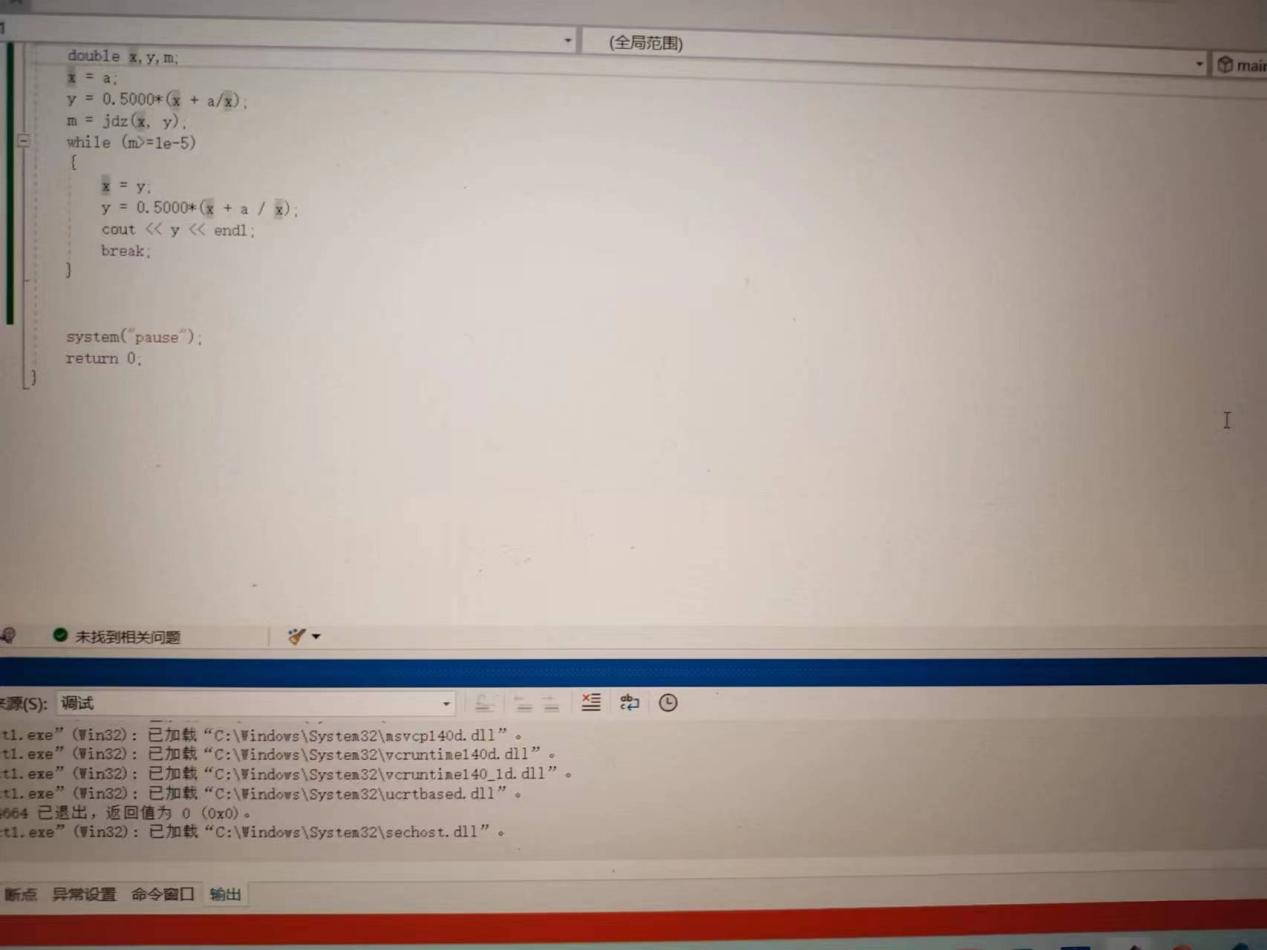 (全局范围)
main
double x,y,m;
x = a;
y = 0.5000*(x + a/x);
m = jdz(x, y);
while (m>=1e-5)
{
x = y;
y = 0.5000*(x + a / x);
cout << y << endl;
break;
}
system("pause");
return 0;
}
未找到相关问题
来源(S): 调试
t1.exe” (Win32): 已加载 “C:\Windows\System32\msvcp140d.dll”。
t1.exe” (Win32): 已加载 “C:\Windows\System32\vcruntime140d.dll”。
t1.exe” (Win32): 已加载 “C:\Windows\System32\vcruntime140_1d.dll”。
t1.exe” (Win32): 已加载 “C:\Windows\System32\ucrtbased.dll”。
664 已退出，返回值为 0 (0x0)。
t1.exe” (Win32): 已加载 “C:\Windows\System32\sechost.dll”。
断点 异常设置 命令窗口 输出